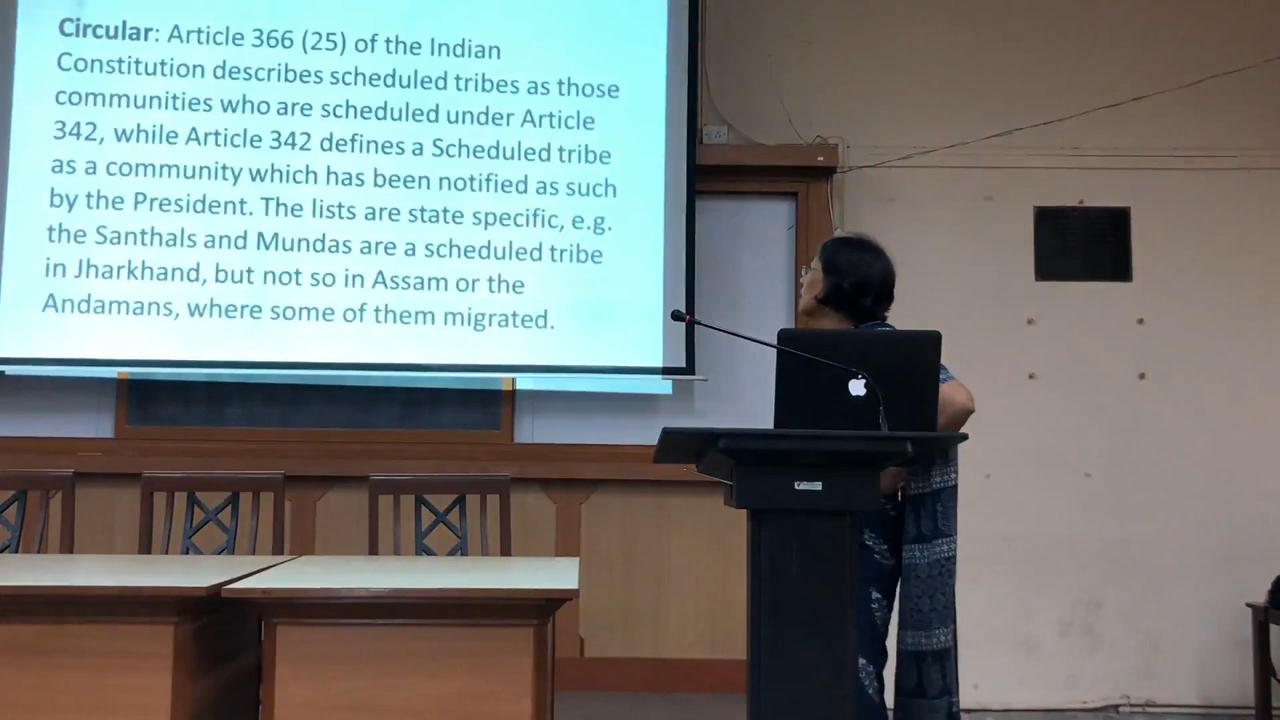 Circular: Article 366 (25) of the Indian
Constitution describes scheduled tribes as those
communities who are scheduled under Article
342, while Article 342 defines a Scheduled tribe
as a community which has been notified as such
by the President. The lists are state specific, e.g.
the Santhals and Mundas are a scheduled tribe
in Jharkhand, but not so in Assam or the
Andamans, where some of them migrated.